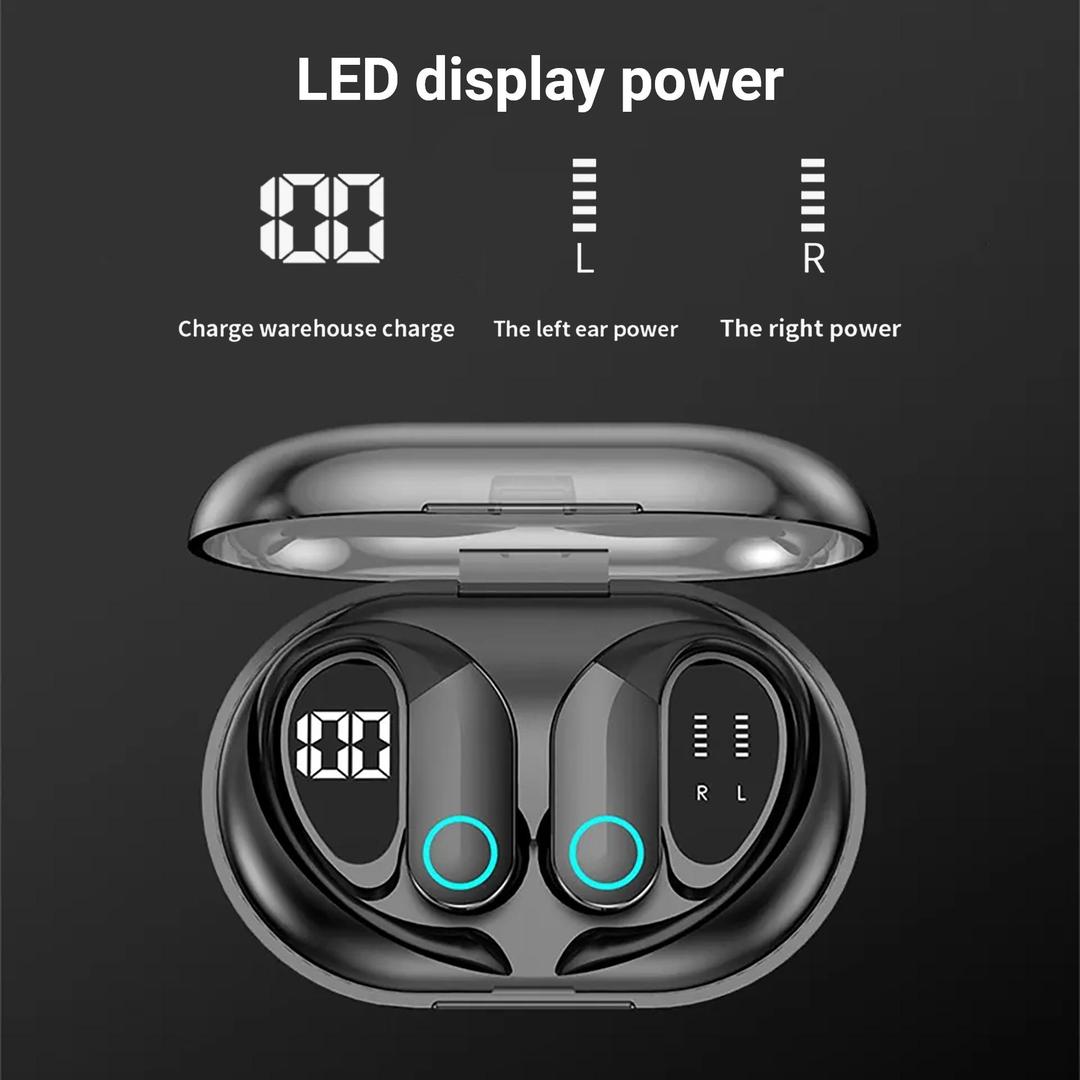 LED display power
100
L
R
Charge warehouse charge
The left ear power
The right power
100
R L